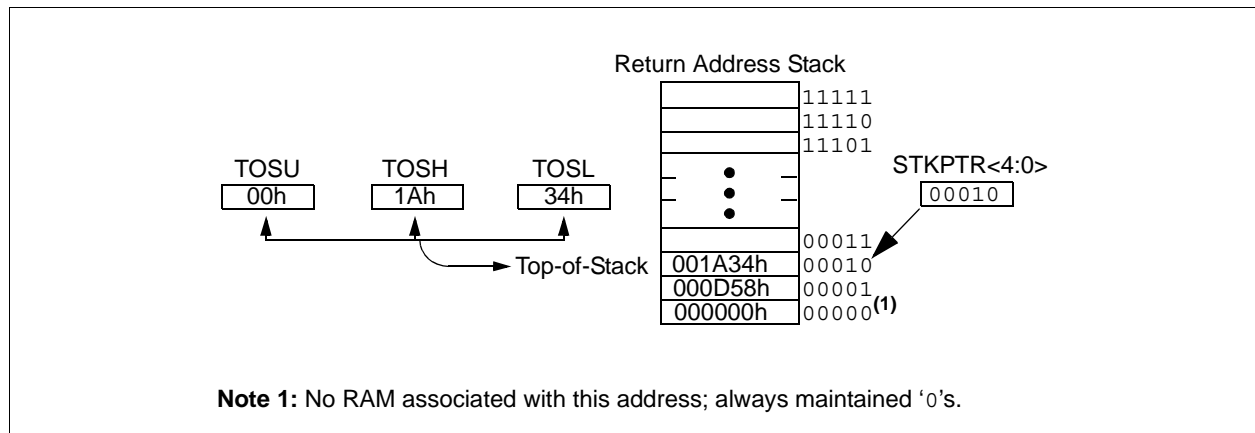 Return Address Stack
11111
11110
11101
TOSU TOSH TOSL
00h 1Ah 34h
STKPTR<4:0>
00010
00011
Top-of-Stack 001A34h 00010
000D58h 00001
000000h 00000(1)
Note 1: No RAM associated with this address; always maintained ‘0’s.